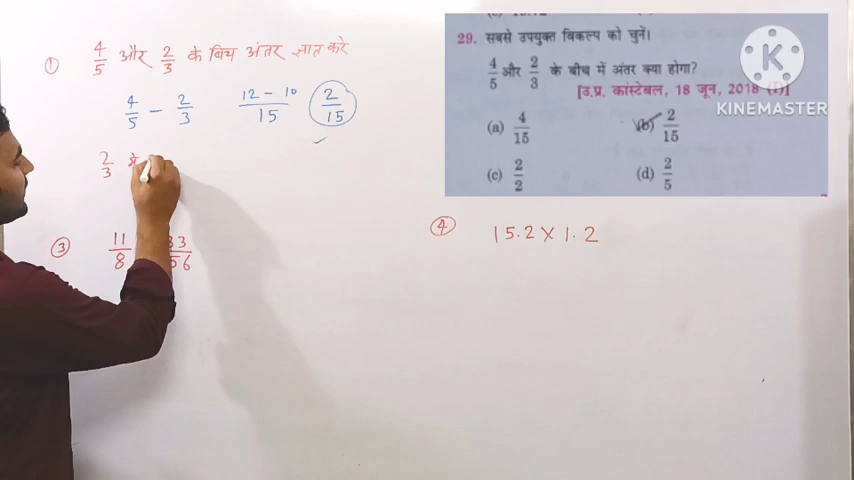 ① 4/5 और 2/3 के बिच अंतर ज्ञात करे
4/5 – 2/3 12 – 10/15 2/15
2/3 मे
③ 11/8 33/56
④ 15.2 X 1.2
29. सबसे उपयुक्त विकल्प को चुनें।
4/5 और 2/3 के बीच में अंतर क्या होगा?
[उ.प्र. कांस्टेबल, 18 जून, 2018 (I)]
(a) 4/15 (b) 2/15
(c) 2/2 (d) 2/5
K
KINEMASTER